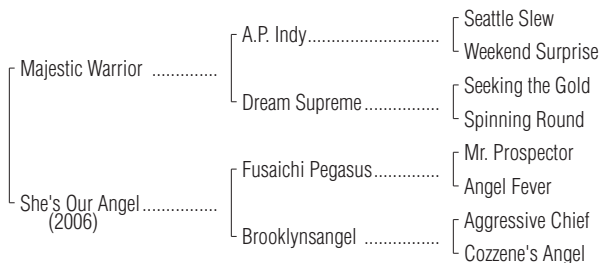 Seattle Slew
A.P. Indy..............................
Weekend Surprise
Majestic Warrior ...............
Seeking the Gold
Dream Supreme.................
Spinning Round
Mr. Prospector
Fusaichi Pegasus...............
Angel Fever
She's Our Angel.................
(2006)
Aggressive Chief
Brooklynsangel .................
Cozzene's Angel